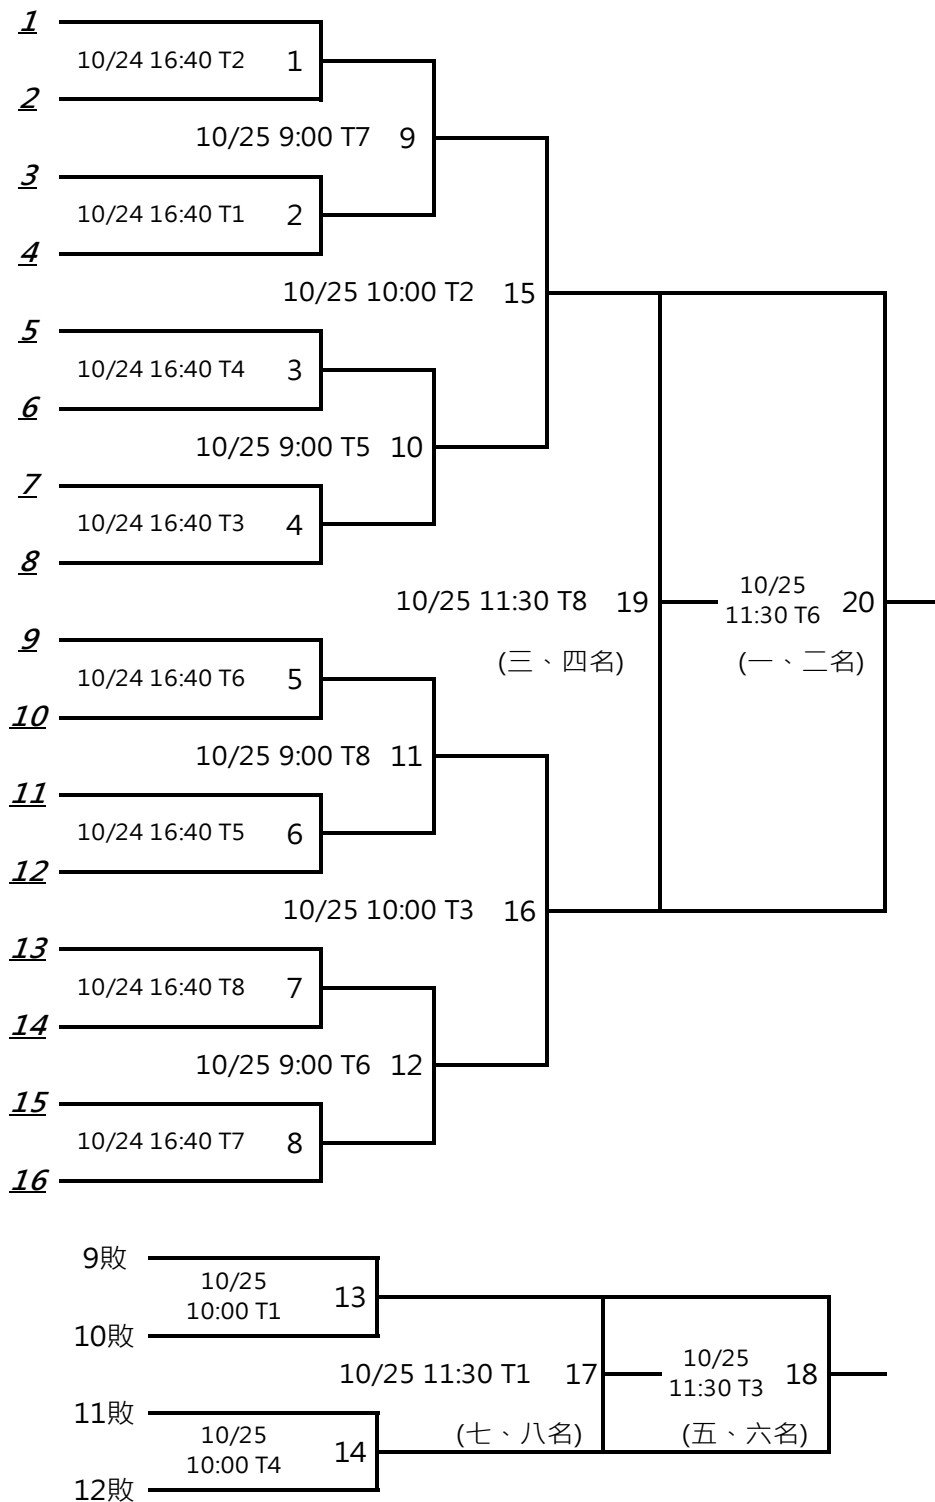 1
10/24 16:40 T2 1
2
10/25 9:00 T7 9
3
10/24 16:40 T1 2
4
10/25 10:00 T2 15
5
10/24 16:40 T4 3
6
10/25 9:00 T5 10
7
10/24 16:40 T3 4
8
10/25 11:30 T8 19
(三、四名)
10/25
11:30 T6 20
(一、二名)
9
10/24 16:40 T6 5
10
10/25 9:00 T8 11
11
10/24 16:40 T5 6
12
10/25 10:00 T3 16
13
10/24 16:40 T8 7
14
10/25 9:00 T6 12
15
10/24 16:40 T7 8
16
9敗
10/25
10:00 T1 13
10敗
10/25 11:30 T1 17
(七、八名)
10/25
11:30 T3 18
(五、六名)
11敗
10/25
10:00 T4 14
12敗